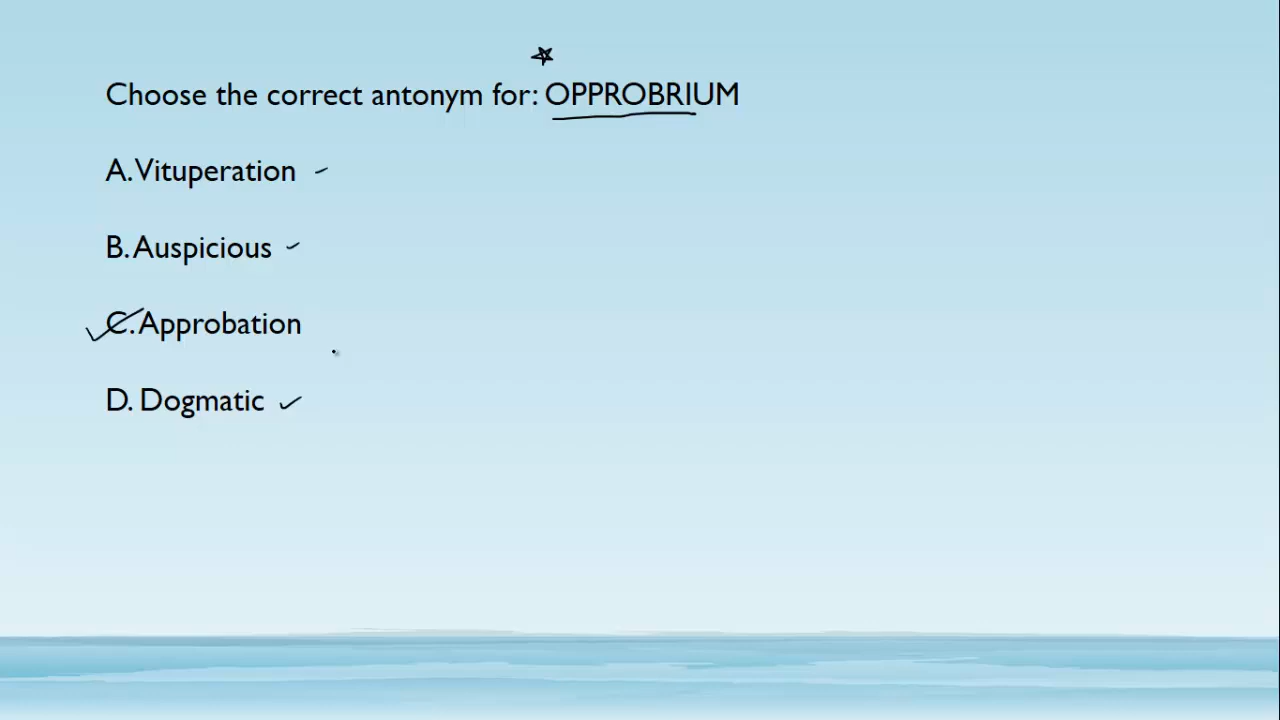 Choose the correct antonym for: OPPROBRIUM
A. Vituperation
B. Auspicious
C. Approbation
D. Dogmatic